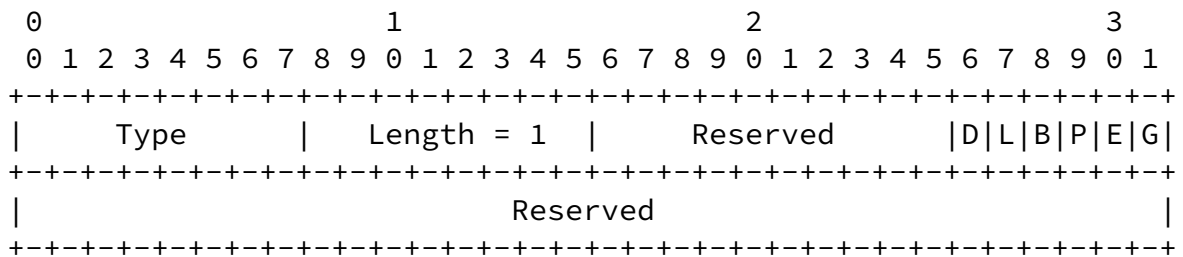 0                   1                   2                   3
 0 1 2 3 4 5 6 7 8 9 0 1 2 3 4 5 6 7 8 9 0 1 2 3 4 5 6 7 8 9 0 1
+-+-+-+-+-+-+-+-+-+-+-+-+-+-+-+-+-+-+-+-+-+-+-+-+-+-+-+-+-+-+-+-+
|     Type      |   Length = 1  |     Reserved      |D|L|B|P|E|G|
+-+-+-+-+-+-+-+-+-+-+-+-+-+-+-+-+-+-+-+-+-+-+-+-+-+-+-+-+-+-+-+-+
|                           Reserved                            |
+-+-+-+-+-+-+-+-+-+-+-+-+-+-+-+-+-+-+-+-+-+-+-+-+-+-+-+-+-+-+-+-+